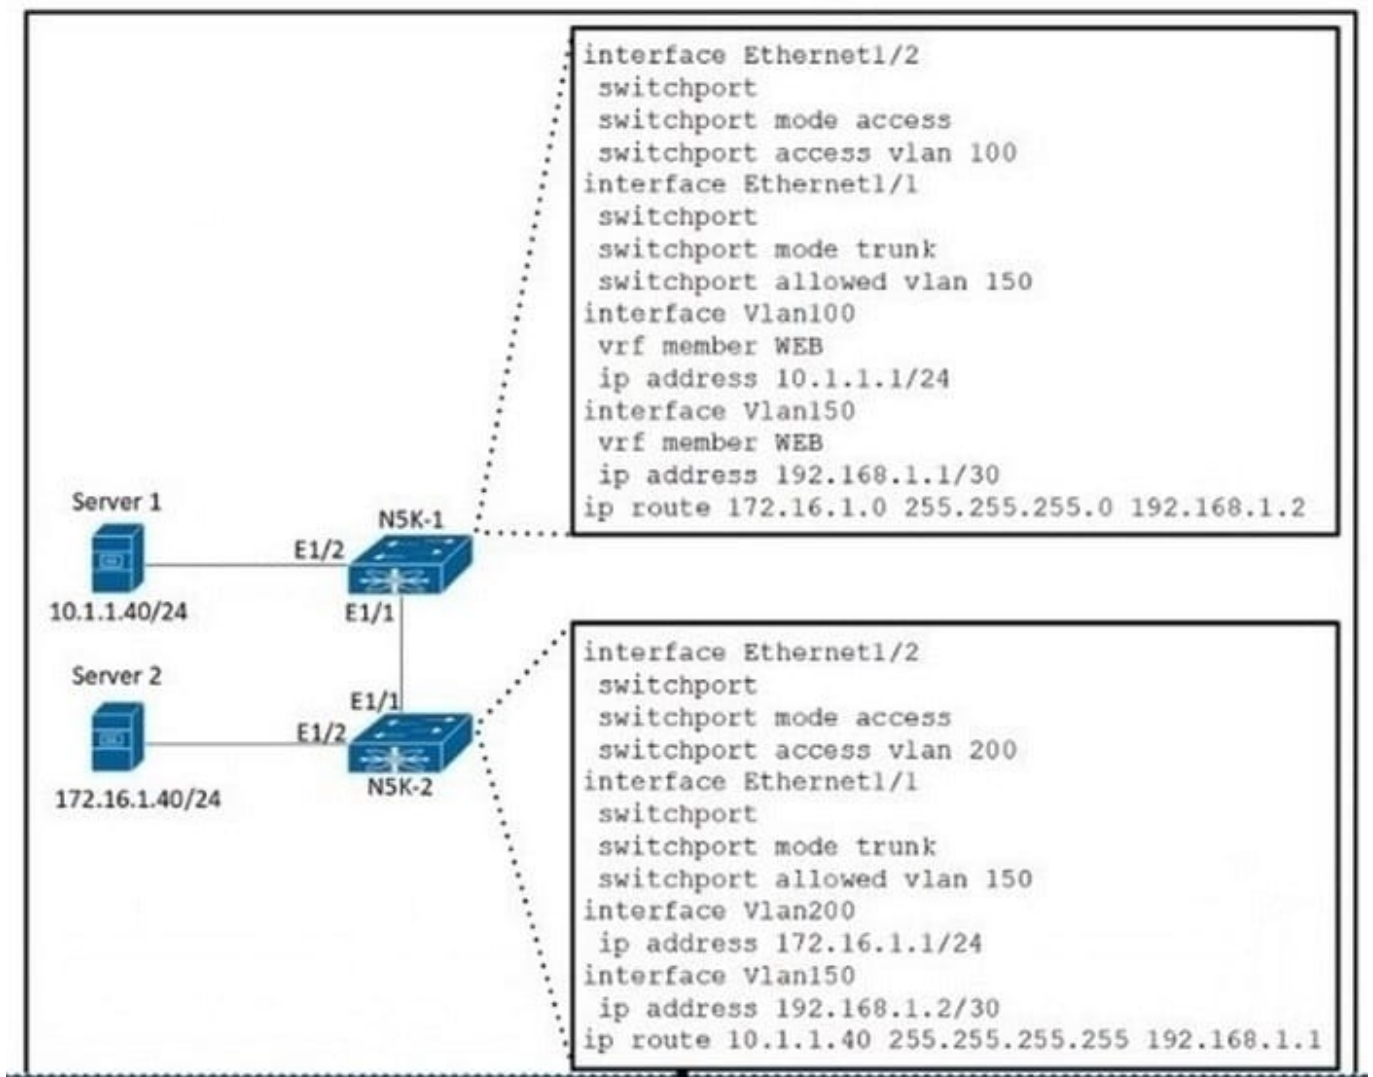 interface Ethernet1/2
switchport
switchport mode access
switchport access vlan 100
interface Ethernet1/1
switchport
switchport mode trunk
switchport allowed vlan 150
interface Vlan100
vrf member WEB
ip address 10.1.1.1/24
interface Vlan150
vrf member WEB
ip address 192.168.1.1/30
ip route 172.16.1.0 255.255.255.0 192.168.1.2
Server 1
N5K-1
E1/2
10.1.1.40/24
E1/1
Server 2
E1/1
E1/2
N5K-2
172.16.1.40/24
interface Ethernet1/2
switchport
switchport mode access
switchport access vlan 200
interface Ethernet1/1
switchport
switchport mode trunk
switchport allowed vlan 150
interface Vlan200
ip address 172.16.1.1/24
interface Vlan150
ip address 192.168.1.2/30
ip route 10.1.1.40 255.255.255.255 192.168.1.1